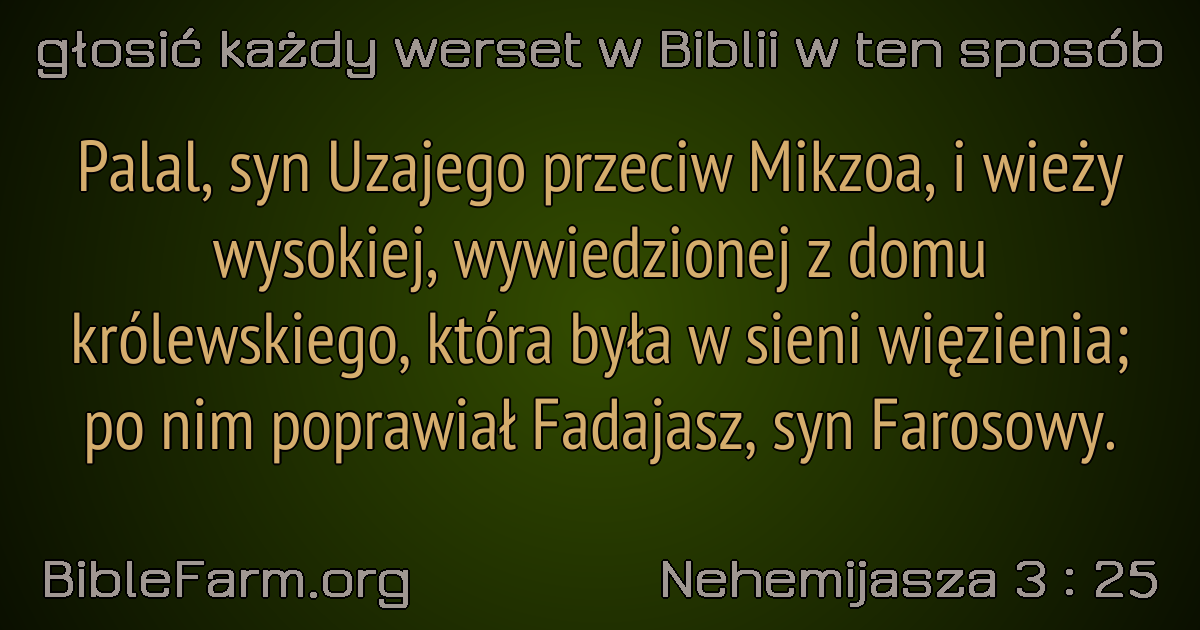 głosić każdy werset w Biblii w ten sposób
Palal, syn Uzajego przeciw Mikzoa, i wieży
wysokiej, wywiedzionej z domu
królewskiego, która była w sieni więzienia;
po nim poprawiał Fadajasz, syn Farosowy.
BibleFarm.org
Nehemijasza 3 : 25